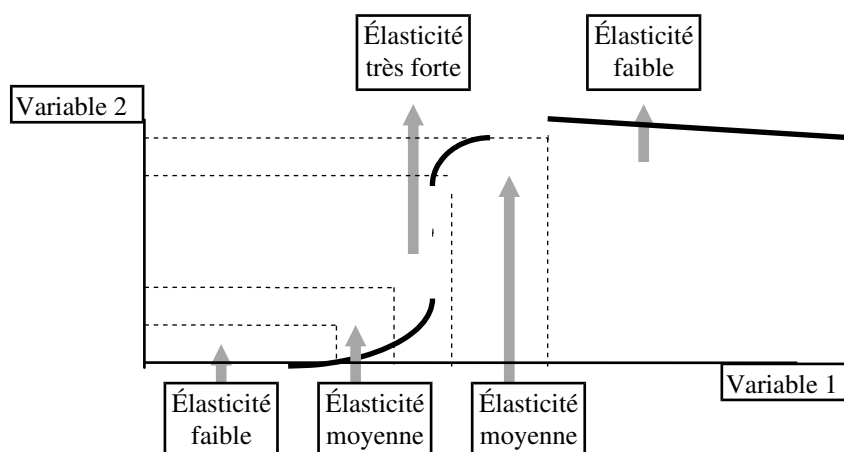 Élasticité
très forte
Élasticité
faible
Variable 2
Variable 1
Élasticité
faible
Élasticité
moyenne
Élasticité
moyenne